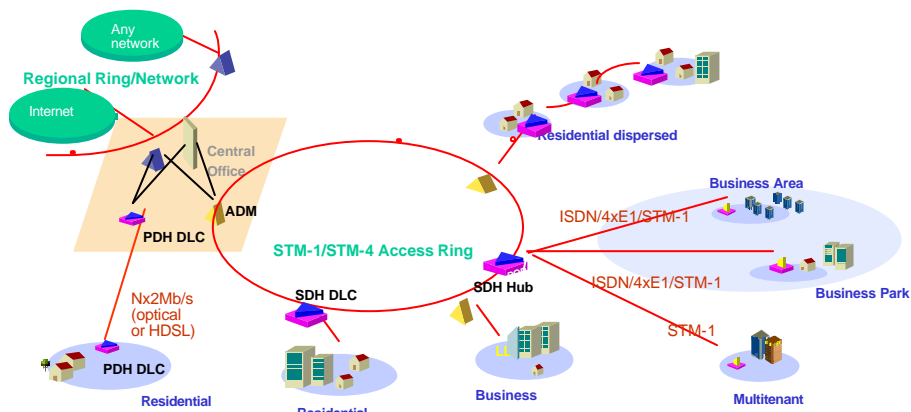 Any
network
Regional Ring/Network
Internet
Central
Office
Residential dispersed
Business Area
ADM
ISDN/4xE1/STM-1
PDH DLC
STM-1/STM-4 Access Ring
SDH Hub
ISDN/4xE1/STM-1
Business Park
Nx2Mb/s
(optical
or HDSL)
SDH DLC
STM-1
PDH DLC
Residential
Residential
Business
Multitenant